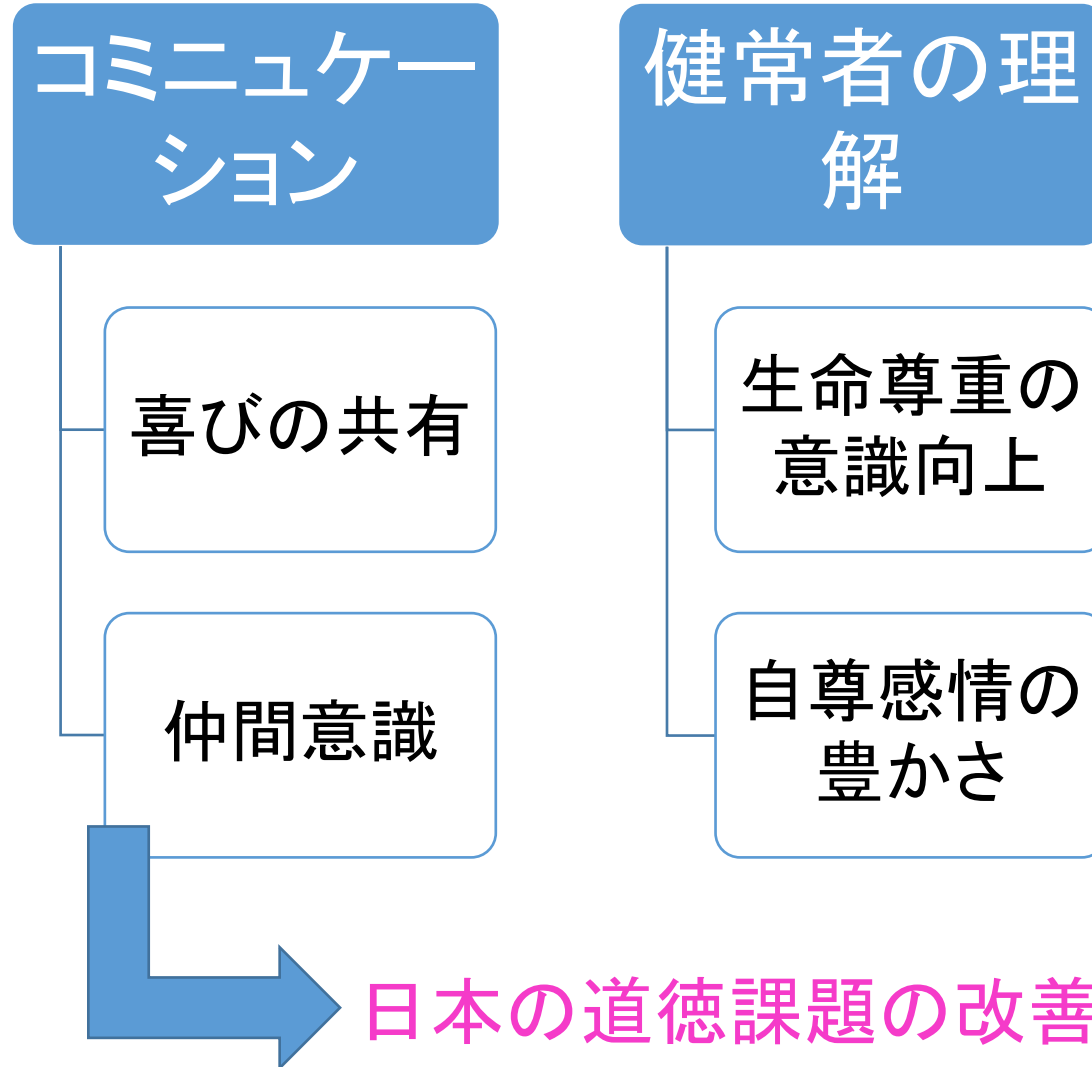 コミニュケー
ション
喜びの共有
仲間意識
健常者の理
解
生命尊重の
意識向上
自尊感情の
豊かさ
日本の道徳課題の改善